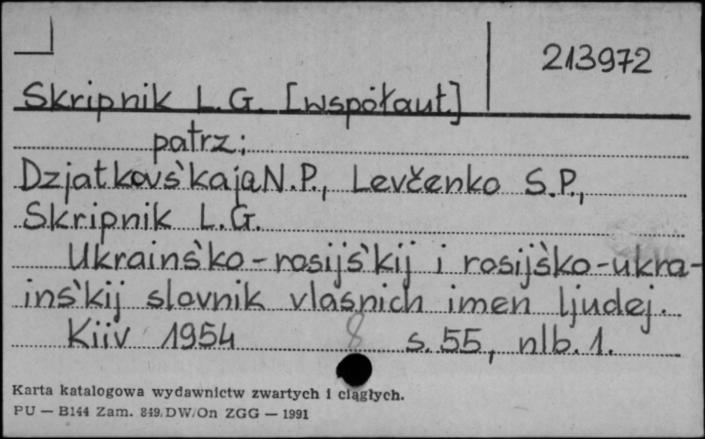 213972
Skripnik L.G. [współaut.]
patrz:
Dzjatkovs'kaja N.P., Levčenko S.P.,
Skripnik L.G.
Ukrains'ko-rosijs'kij i rosijs'ko-ukra-
ins'kij slovnik vlasnich imen ljudej.
Kiiv 1954 8 s. 55, nlb. 1.
Karta katalogowa wydawnictw zwartych i ciągłych.
PU — B144 Zam. 849/DW/On ZGG — 1991